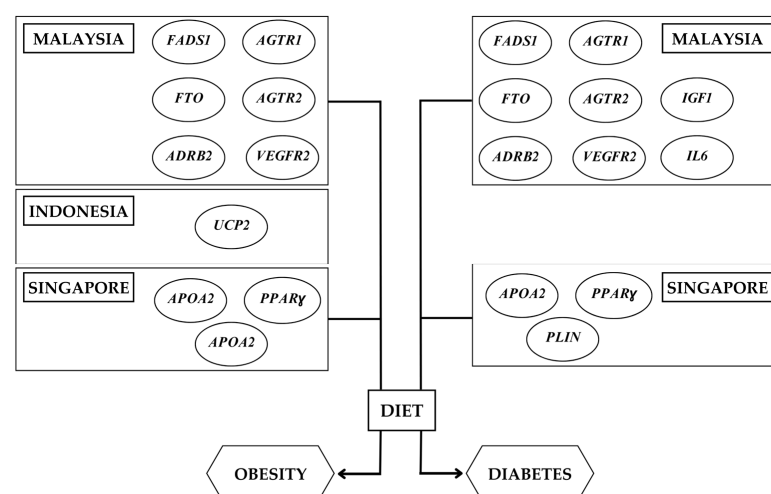 MALAYSIA
FADS1
AGTR1
FTO
AGTR2
ADRB2
VEGFR2
INDONESIA
UCP2
SINGAPORE
APOA2
PPARɣ
APOA2
FADS1
AGTR1
MALAYSIA
FTO
AGTR2
IGF1
ADRB2
VEGFR2
IL6
APOA2
PPARɣ
SINGAPORE
PLIN
DIET
OBESITY
DIABETES